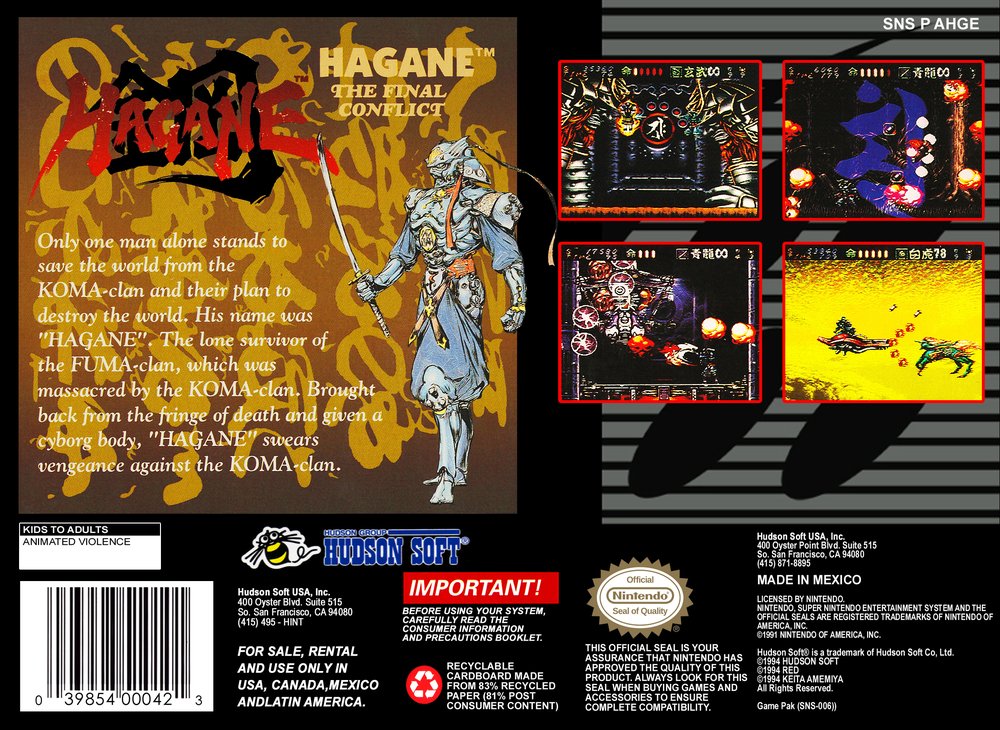 SNS P AHGE
HAGANE™
HAGANE™
THE FINAL
CONFLICT
Only one man alone stands to
save the world from the
KOMA-clan and their plan to
destroy the world. His name was
"HAGANE". The lone survivor of
the FUMA-clan, which was
massacred by the KOMA-clan. Brought
back from the fringe of death and given a
cyborg body, "HAGANE" swears
vengeance against the KOMA-clan.
玄武∞
青龍∞
青龍∞
白虎78
KIDS TO ADULTS
ANIMATED VIOLENCE
0 39854 00042 3
HUDSON GROUP
HUDSON SOFT®
Hudson Soft USA, Inc.
400 Oyster Blvd. Suite 515
So. San Francisco, CA 94080
(415) 495 - HINT
FOR SALE, RENTAL
AND USE ONLY IN
USA, CANADA,MEXICO
ANDLATIN AMERICA.
IMPORTANT!
BEFORE USING YOUR SYSTEM,
CAREFULLY READ THE
CONSUMER INFORMATION
AND PRECAUTIONS BOOKLET.
RECYCLABLE
CARDBOARD MADE
FROM 83% RECYCLED
PAPER (81% POST
CONSUMER CONTENT)
Official
Nintendo
Seal of Quality
®
THIS OFFICIAL SEAL IS YOUR
ASSURANCE THAT NINTENDO HAS
APPROVED THE QUALITY OF THIS
PRODUCT. ALWAYS LOOK FOR THIS
SEAL WHEN BUYING GAMES AND
ACCESSORIES TO ENSURE
COMPLETE COMPATIBILITY.
Hudson Soft USA, Inc.
400 Oyster Point Blvd. Suite 515
So. San Francisco, CA 94080
(415) 871-8895
MADE IN MEXICO
LICENSED BY NINTENDO.
NINTENDO, SUPER NINTENDO ENTERTAINMENT SYSTEM AND THE
OFFICIAL SEALS ARE REGISTERED TRADEMARKS OF NINTENDO OF
AMERICA, INC.
©1991 NINTENDO OF AMERICA, INC.
Hudson Soft® is a trademark of Hudson Soft Co, Ltd.
©1994 HUDSON SOFT
©1994 RED
©1994 KEITA AMEMIYA
All Rights Reserved.
Game Pak (SNS-006))